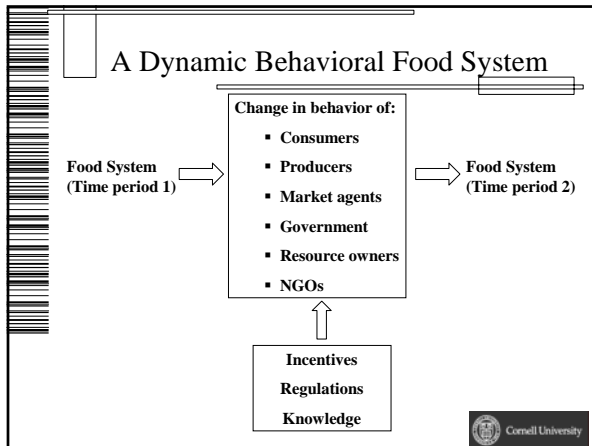 A Dynamic Behavioral Food System
Change in behavior of:
▪ Consumers
▪ Producers
▪ Market agents
▪ Government
▪ Resource owners
▪ NGOs
Food System
(Time period 1)
Food System
(Time period 2)
Incentives
Regulations
Knowledge
Cornell University